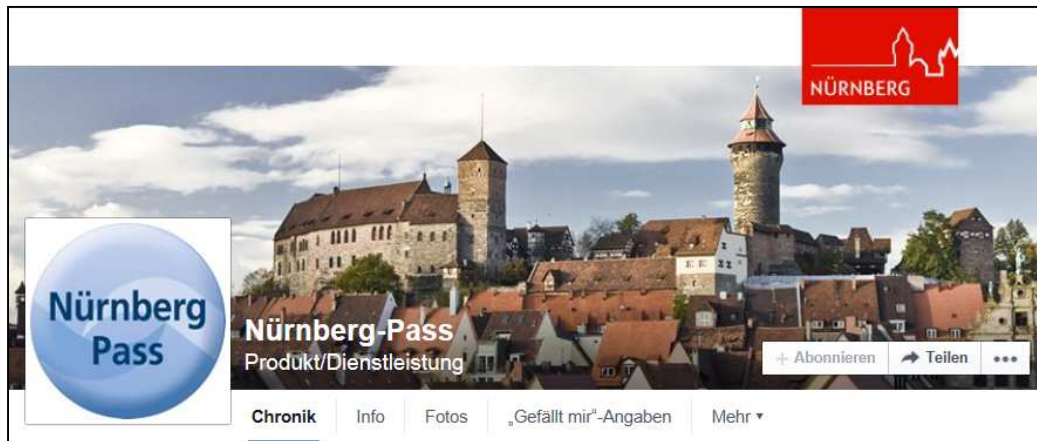 NÜRNBERG
Nürnberg
Pass
Nürnberg-Pass
Produkt/Dienstleistung
+ Abonnieren
Teilen
Chronik
Info
Fotos
„Gefällt mir“-Angaben
Mehr